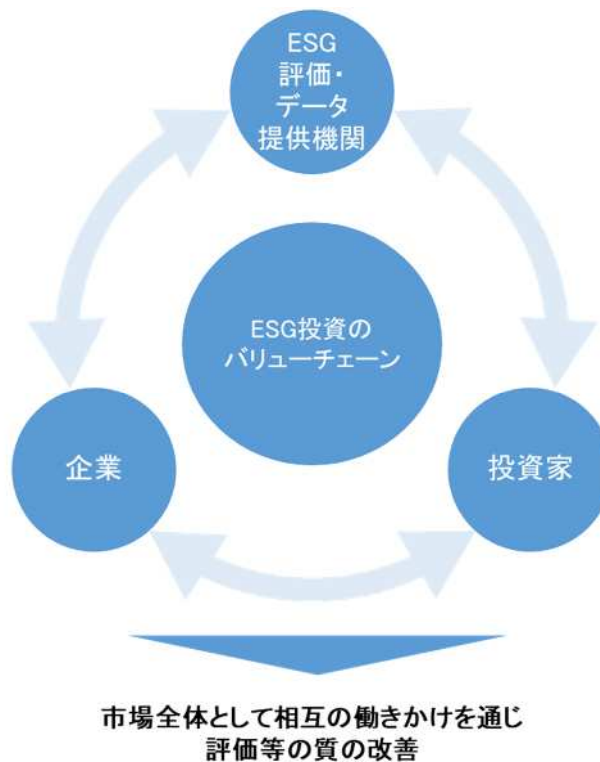 ESG
評価・
データ
提供機関
ESG投資の
バリューチェーン
企業
投資家
市場全体として相互の働きかけを通じ
評価等の質の改善